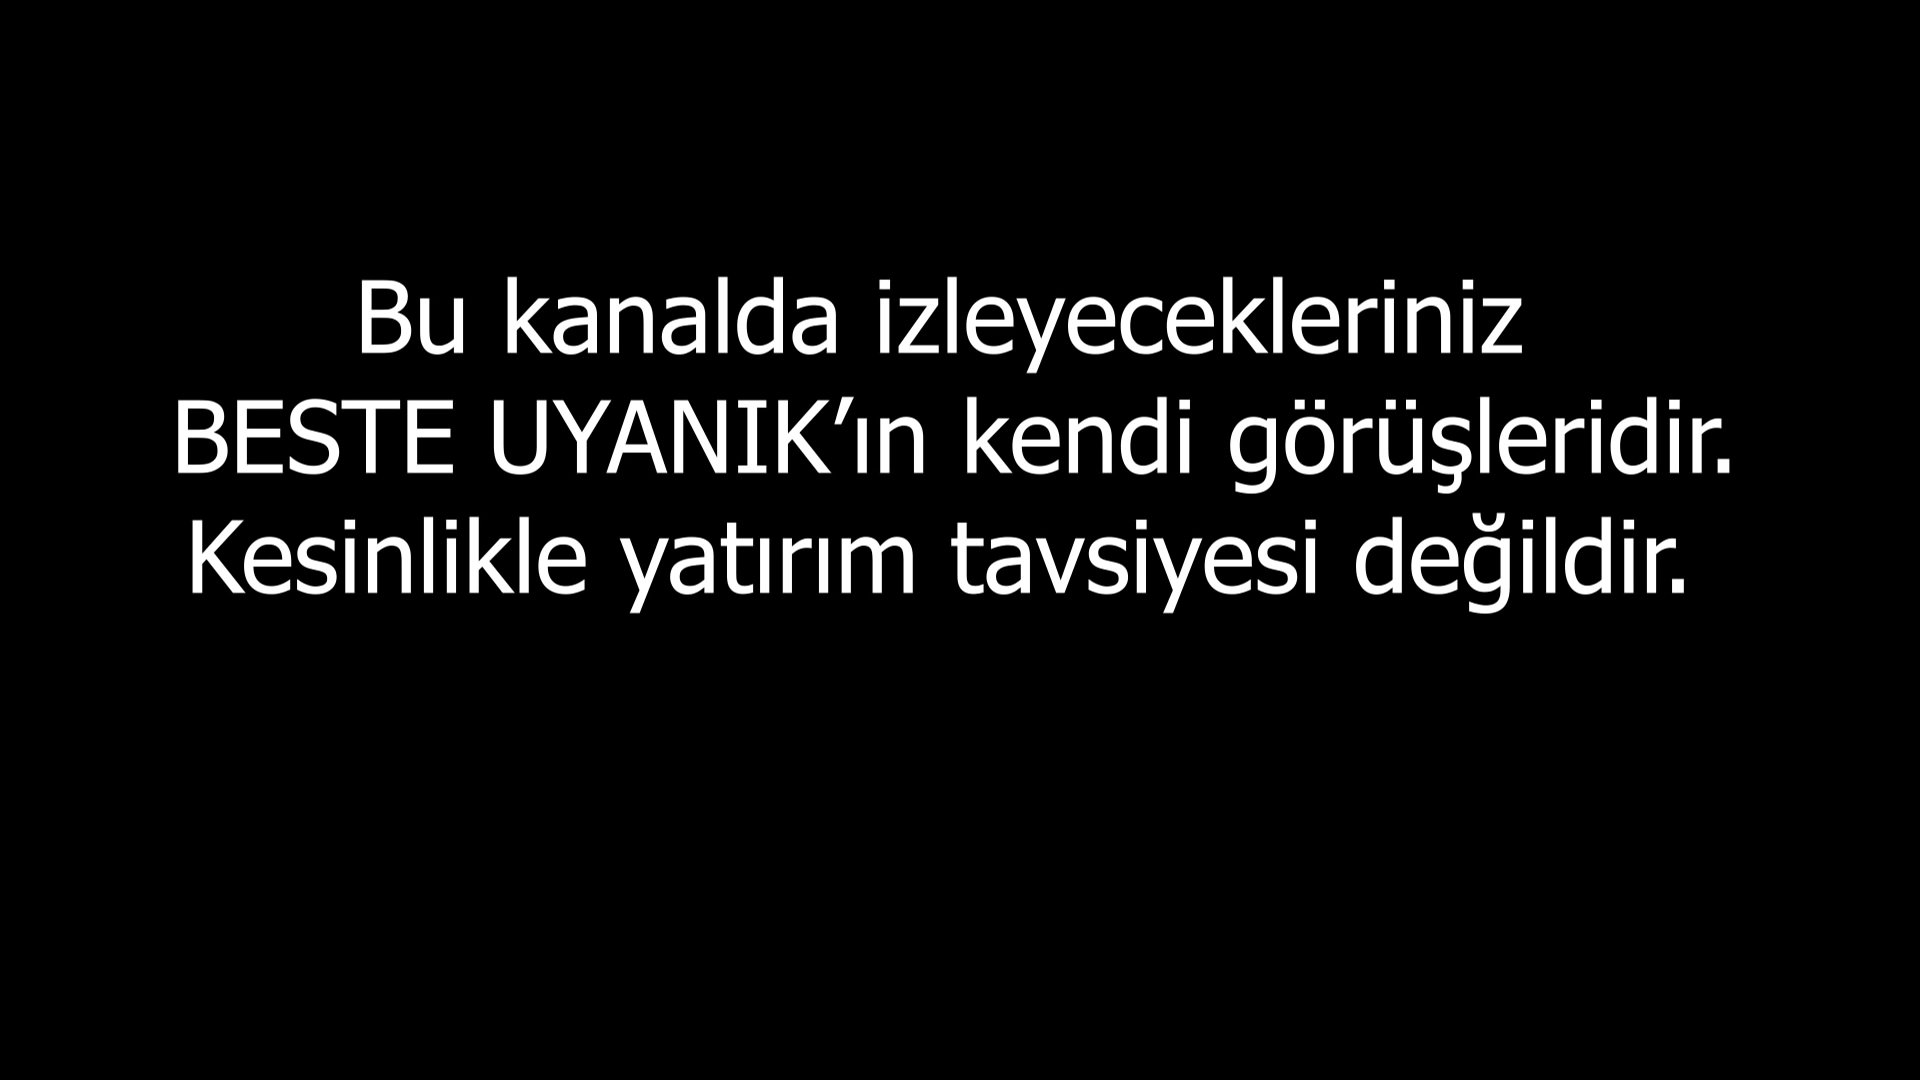 Bu kanalda izleyecekleriniz
BESTE UYANIK’ın kendi görüşleridir.
Kesinlikle yatırım tavsiyesi değildir.